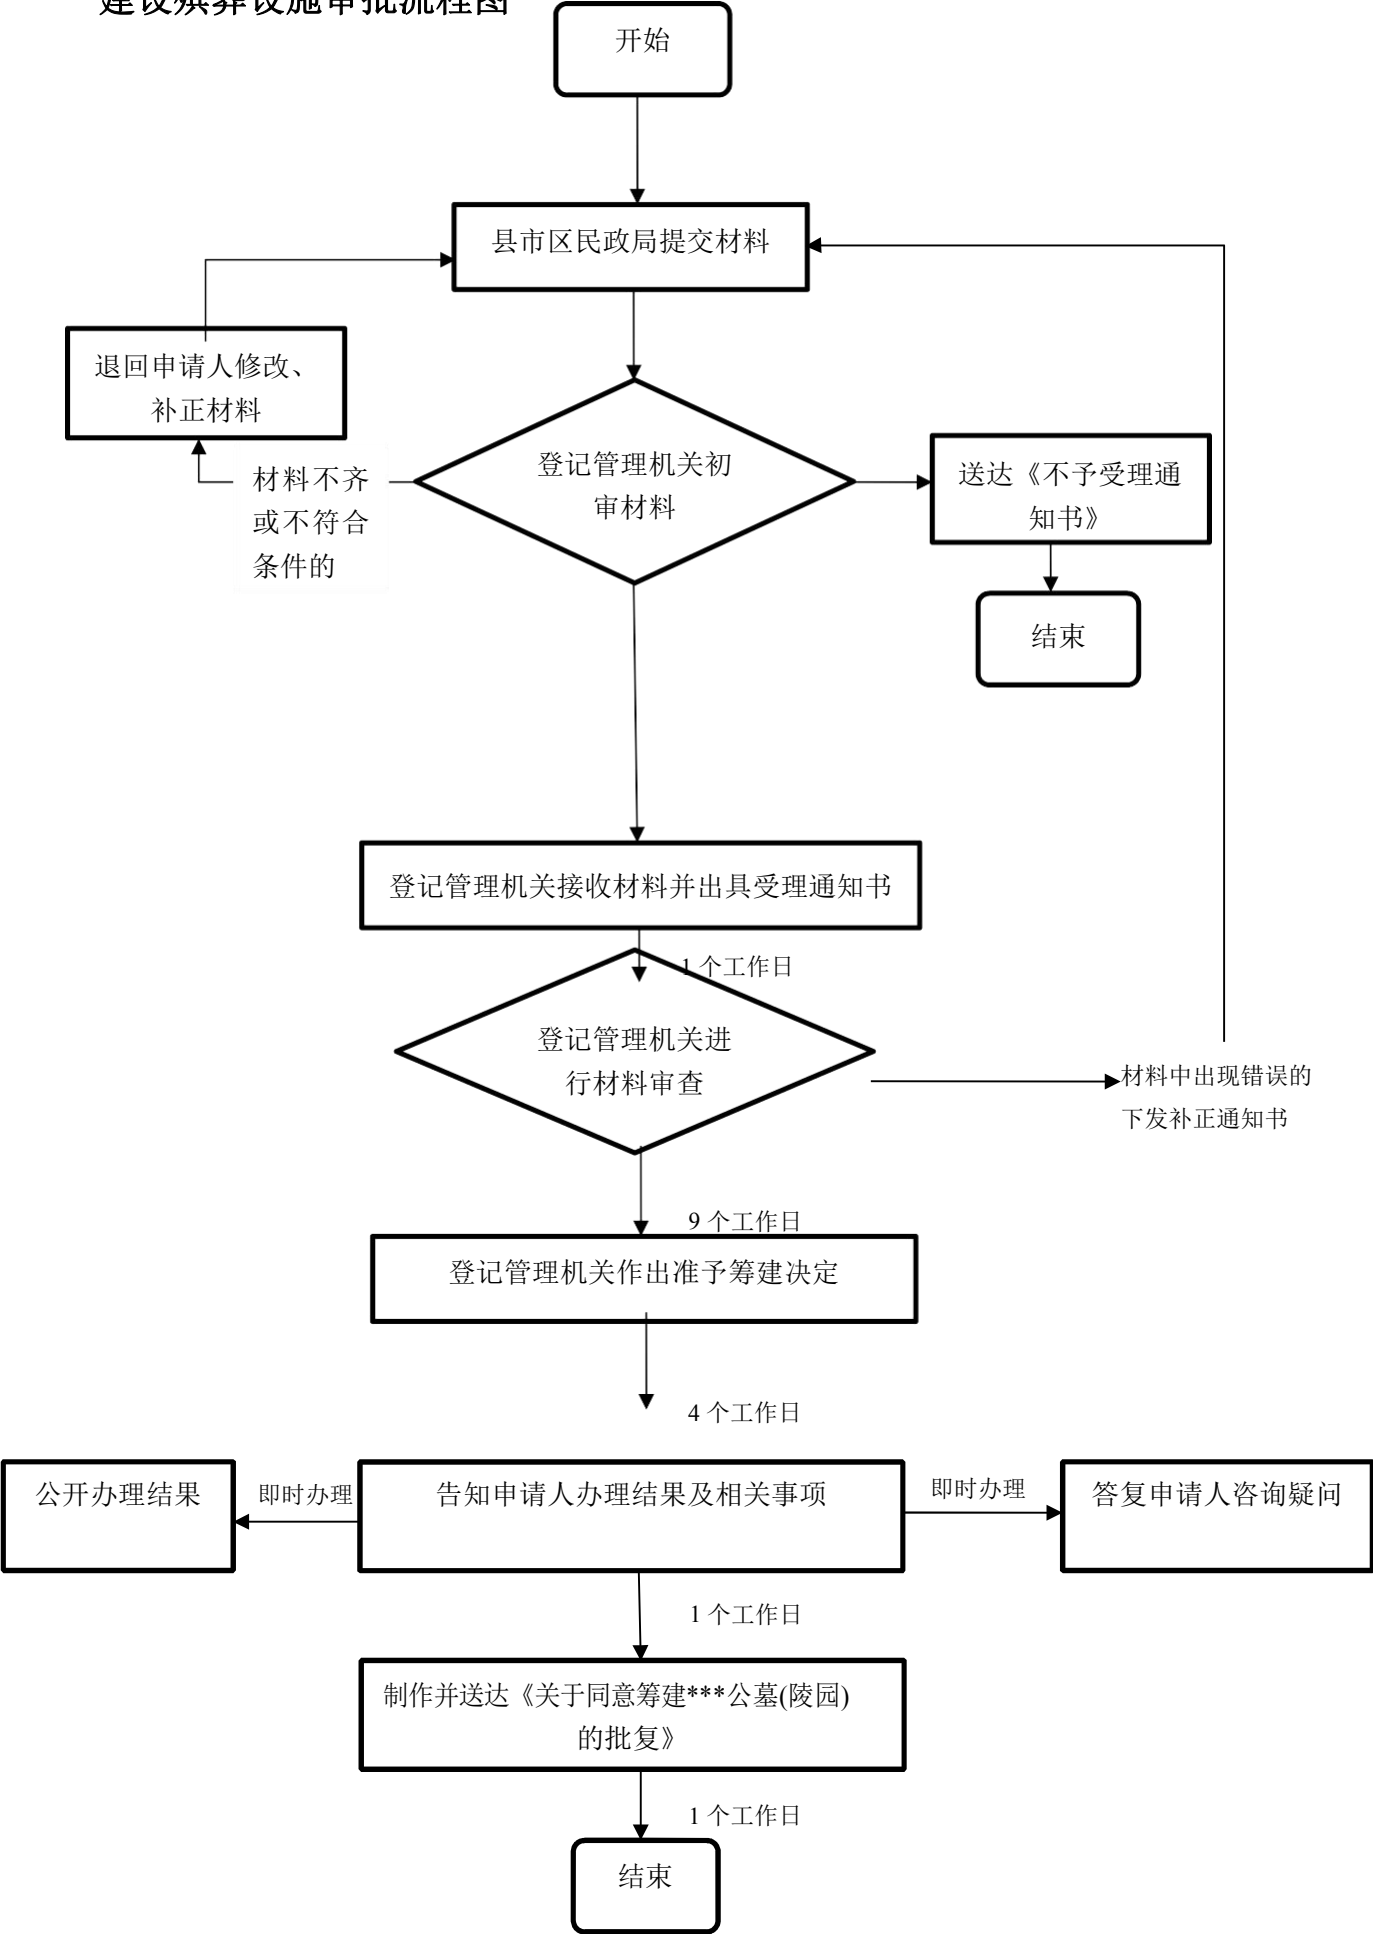 建设殡葬设施审批流程图
开始
县市区民政局提交材料
退回申请人修改、
补正材料
材料不齐
或不符合
条件的
登记管理机关初
审材料
送达《不予受理通
知书》
结束
登记管理机关接收材料并出具受理通知书
1 个工作日
登记管理机关进
行材料审查
材料中出现错误的
下发补正通知书
9 个工作日
登记管理机关作出准予筹建决定
4 个工作日
公开办理结果
即时办理
告知申请人办理结果及相关事项
即时办理
答复申请人咨询疑问
1 个工作日
制作并送达《关于同意筹建***公墓(陵园)
的批复》
1 个工作日
结束